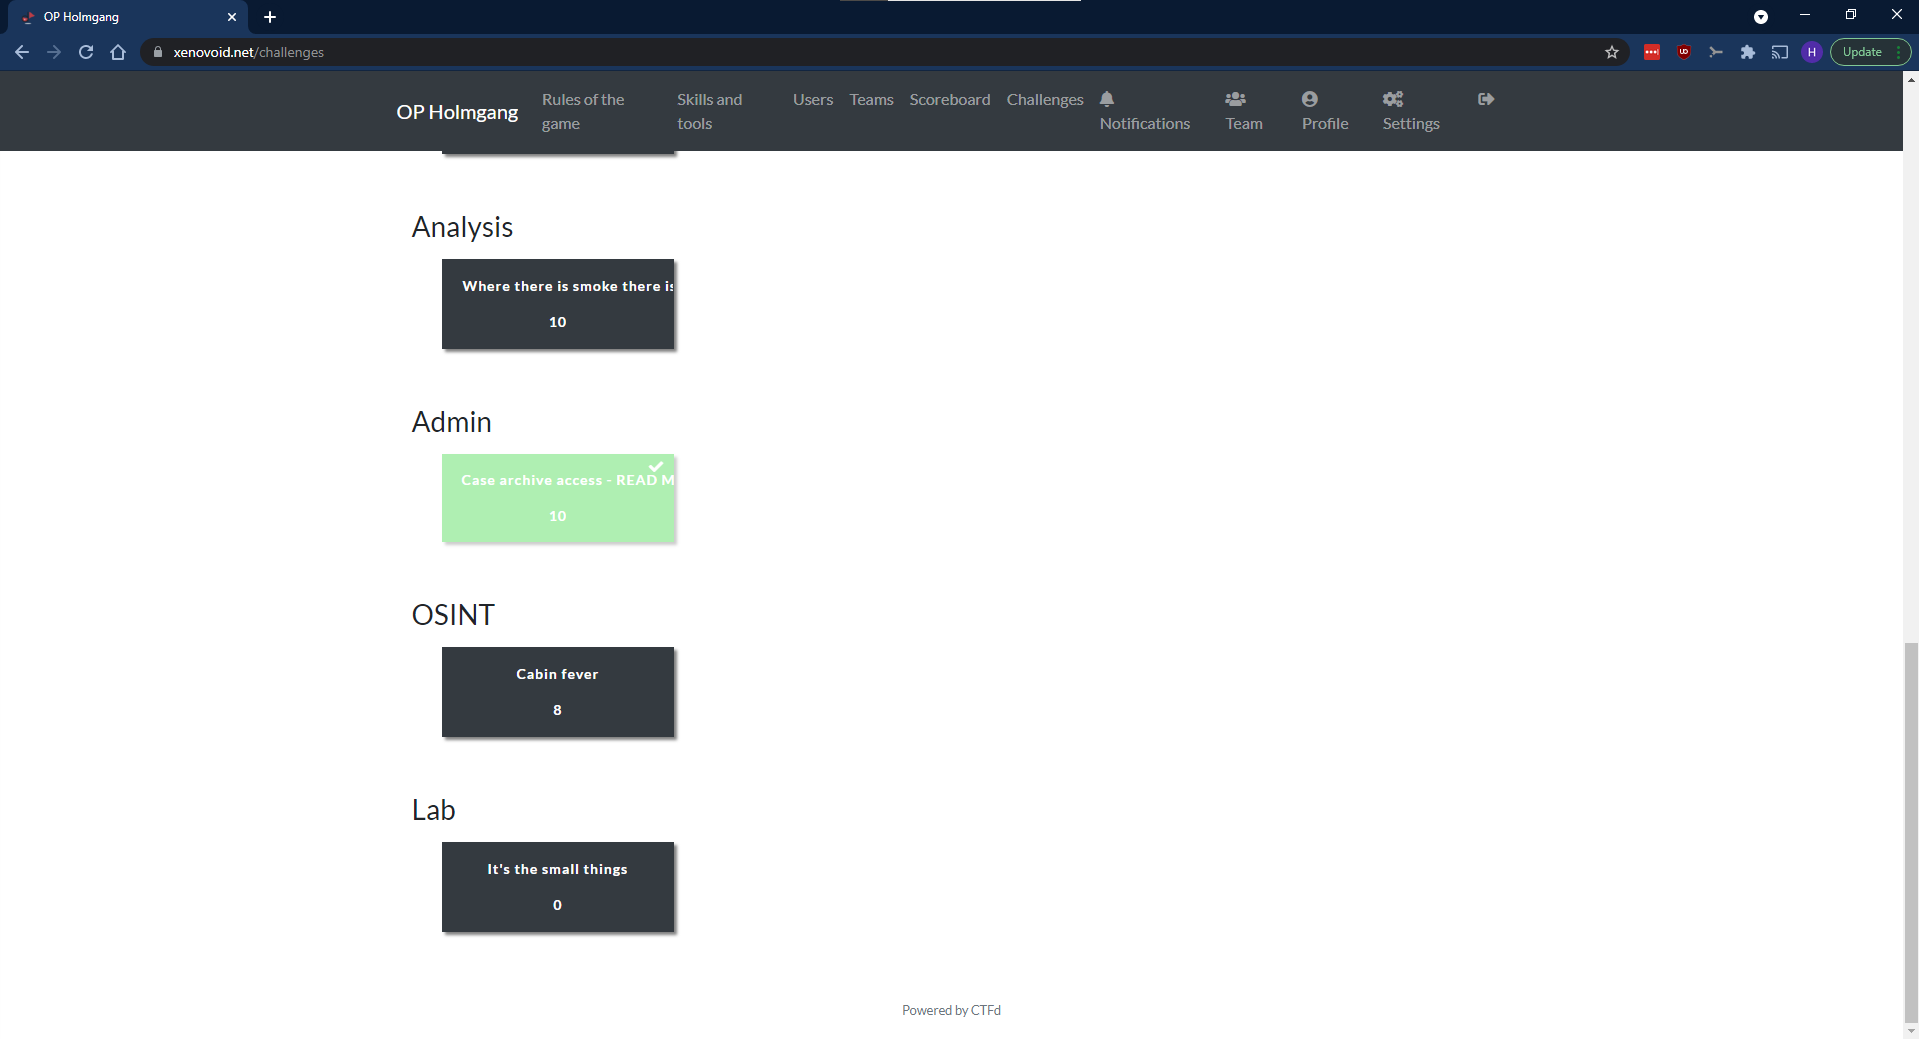 OP Holmgang
xenovoid.net/challenges
H
Update
OP Holmgang
Rules of the game
Skills and tools
Users
Teams
Scoreboard
Challenges
Notifications
Team
Profile
Settings
Analysis
Where there is smoke there is
10
Admin
Case archive access - READ M
10
OSINT
Cabin fever
8
Lab
It's the small things
0
Powered by CTFd